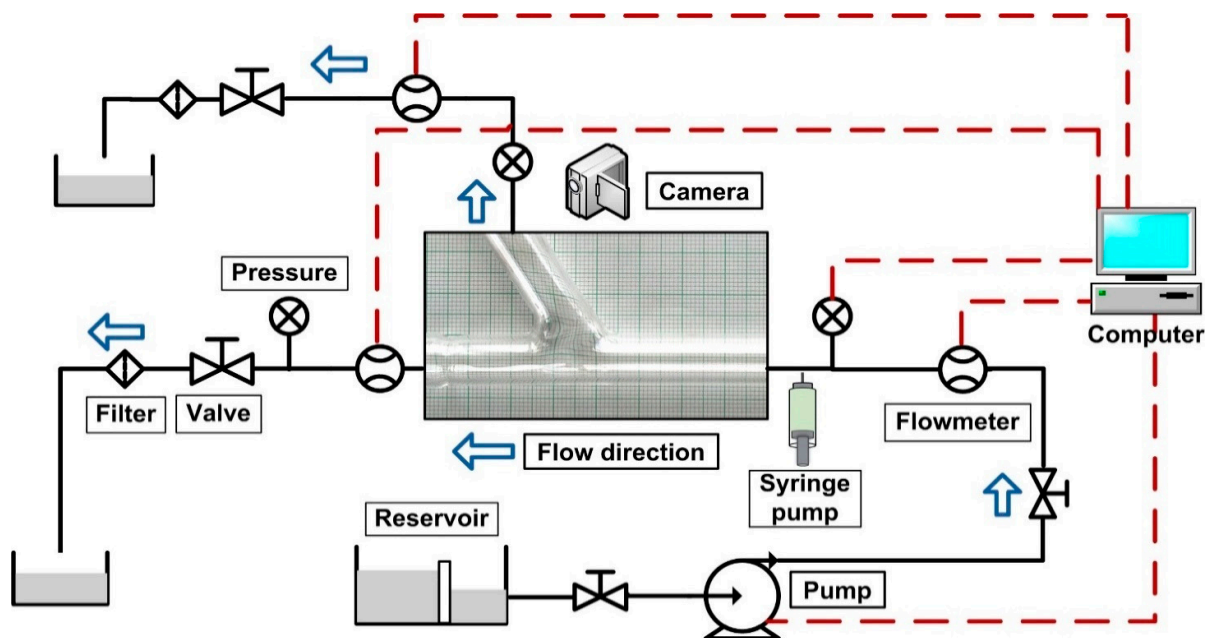 Camera
Pressure
Computer
Filter
Valve
Flowmeter
Flow direction
Syringe
pump
Reservoir
Pump